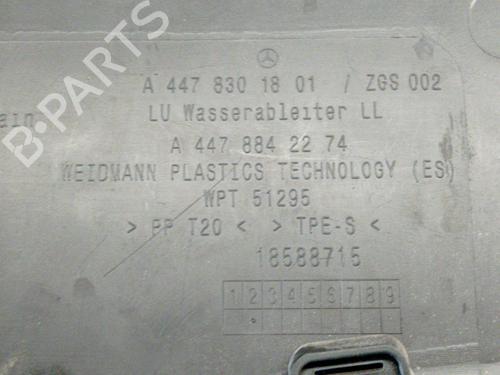 A 447 830 18 01 / ZGS 002
LU Wasserableiter LL
A 447 884 22 74
WEIDMANN PLASTICS TECHNOLOGY (ES)
WPT 51295
> PP T20 < > TPE-S <
18588715
1 2 3 4 5 6 7 8 9